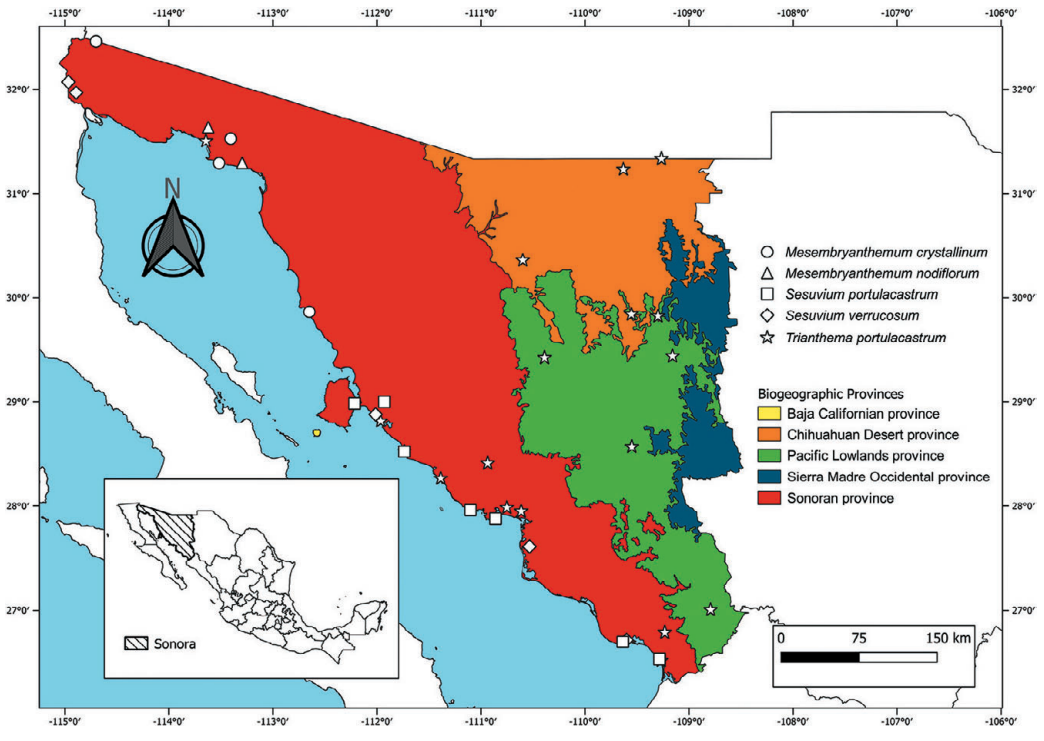 -115°0' -114°0' -113°0' -112°0' -111°0' -110°0' -109°0' -108°0' -107°0' -106°0'
32°0' 32°0'
31°0' 31°0'
30°0' 30°0'
29°0' 29°0'
28°0' 28°0'
27°0' 27°0'
N
Mesembryanthemum crystallinum
Mesembryanthemum nodiflorum
Sesuvium portulacastrum
Sesuvium verrucosum
Trianthema portulacastrum
Biogeographic Provinces
Baja Californian province
Chihuahuan Desert province
Pacific Lowlands province
Sierra Madre Occidental province
Sonoran province
Sonora
0 75 150 km
-115°0' -114°0' -113°0' -112°0' -111°0' -110°0' -109°0' -108°0' -107°0' -106°0'